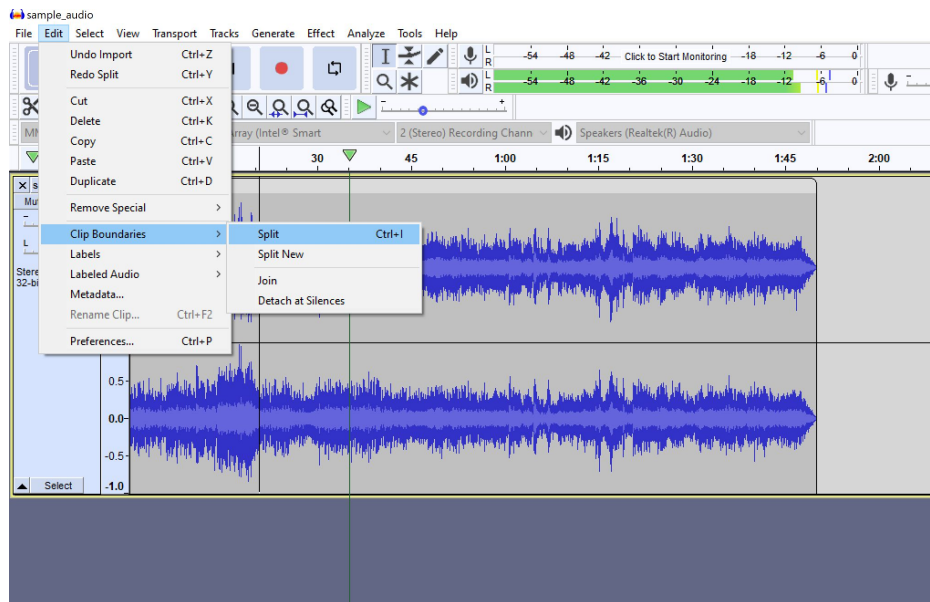 sample_audio
File Edit Select View Transport Tracks Generate Effect Analyze Tools Help
Undo Import Ctrl+Z
Redo Split Ctrl+Y
Cut Ctrl+X
Delete Ctrl+K
Copy Ctrl+C
Paste Ctrl+V
Duplicate Ctrl+D
Remove Special >
Clip Boundaries >
Labels >
Labeled Audio >
Metadata...
Rename Clip... Ctrl+F2
Preferences... Ctrl+P
Split Ctrl+I
Split New
Join
Detach at Silences
L R -54 -48 -42 Click to Start Monitoring -18 -12 -6 0
L R -54 -48 -42 -36 -30 -24 -18 -12 -6 0
(Intel® Smart 2 (Stereo) Recording Chann Speakers (Realtek(R) Audio)
30 45 1:00 1:15 1:30 1:45 2:00
L
0.5
0.0
-0.5
-1.0
Select